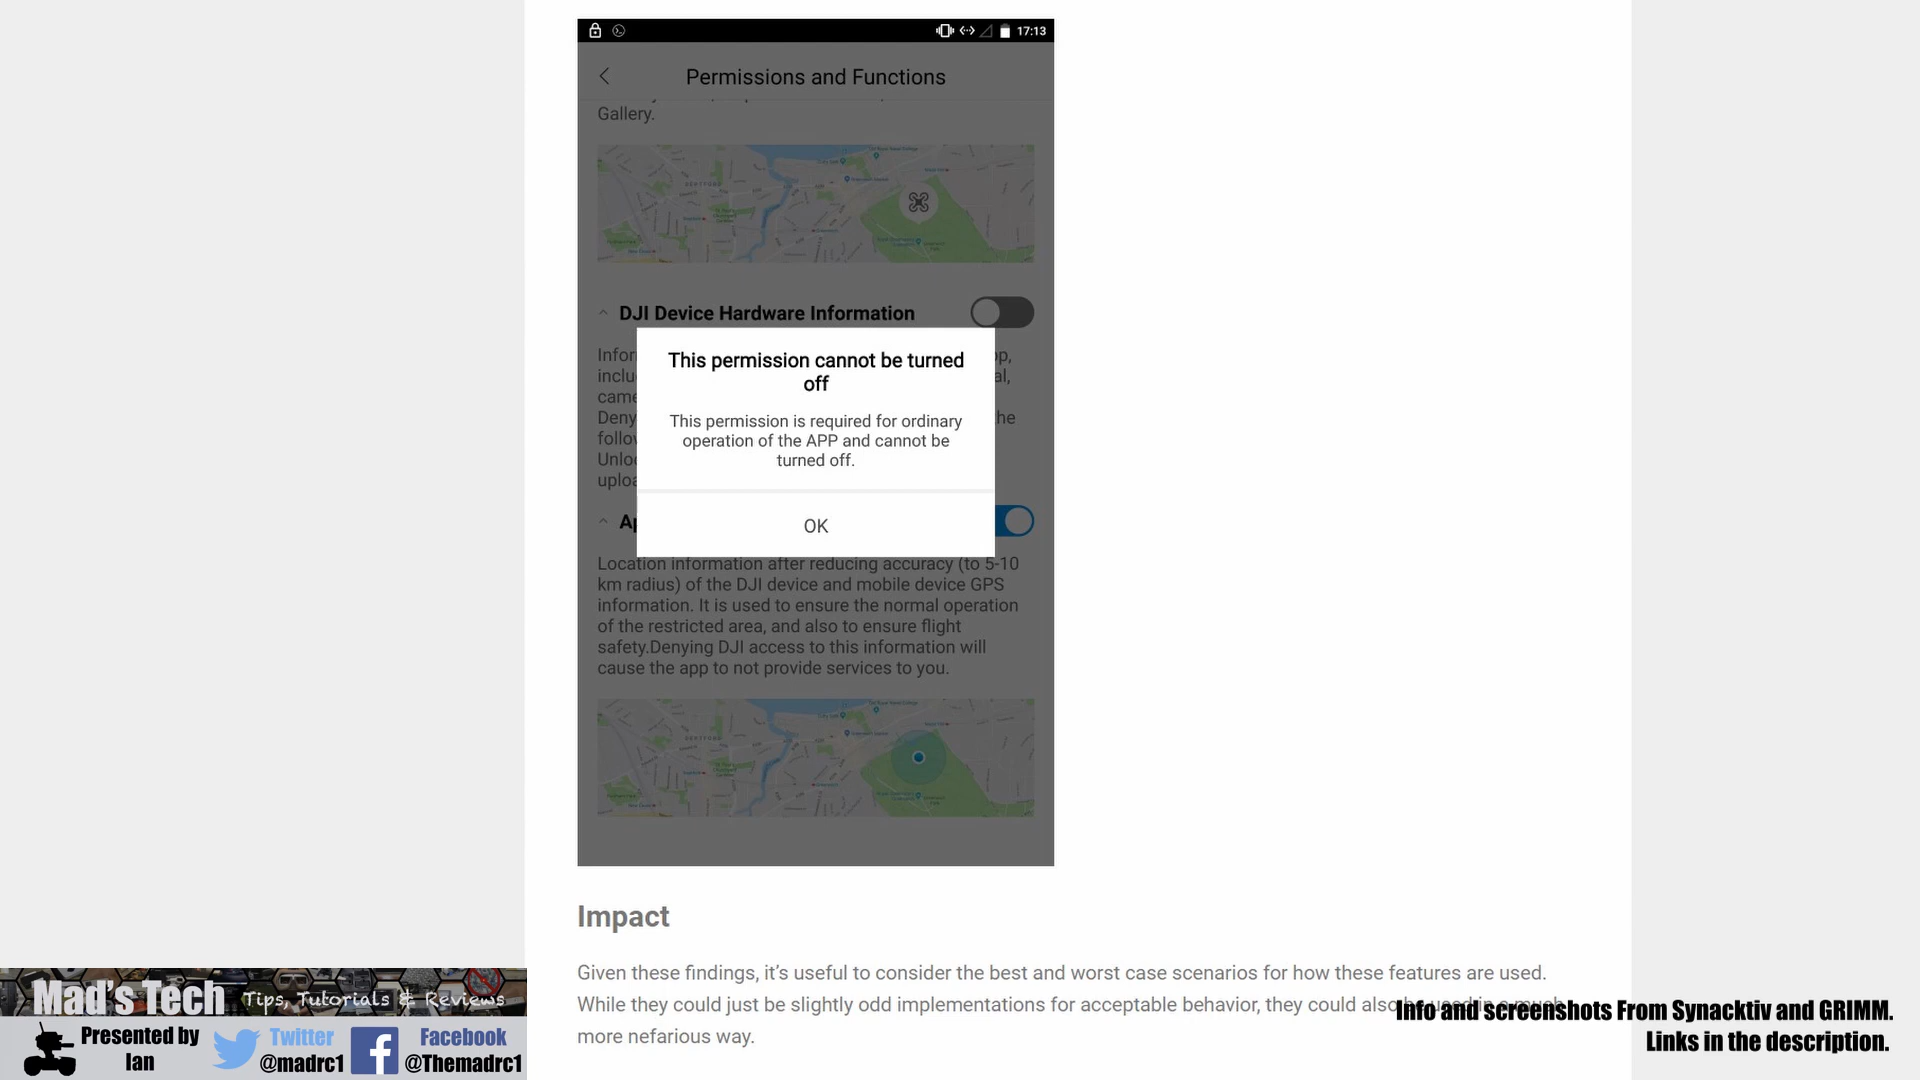 17:13
Permissions and Functions
Gallery.
DJI Device Hardware Information
This permission cannot be turned
off
This permission is required for ordinary
operation of the APP and cannot be
turned off.
OK
Location information after reducing accuracy (to 5-10
km radius) of the DJI device and mobile device GPS
information. It is used to ensure the normal operation
of the restricted area, and also to ensure flight
safety.Denying DJI access to this information will
cause the app to not provide services to you.
Impact
Given these findings, it's useful to consider the best and worst case scenarios for how these features are used.
While they could just be slightly odd implementations for acceptable behavior, they could also be used in a much
more nefarious way.
Info and screenshots From Synacktiv and GRIMM.
Links in the description.
Mad's Tech Tips, Tutorials & Reviews
Presented by
Ian
Twitter
@madrc1
Facebook
@Themadrc1